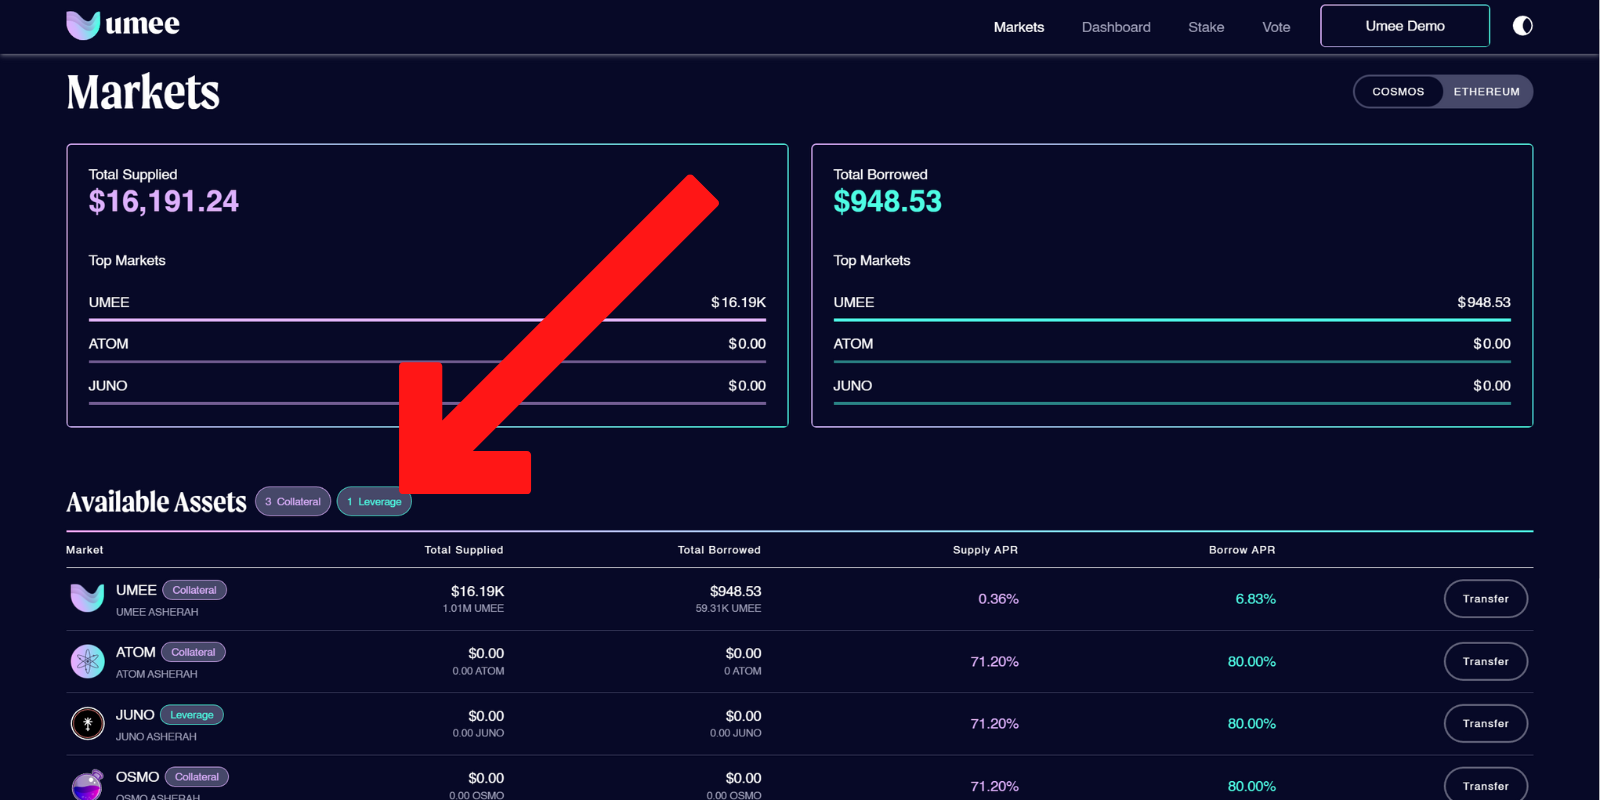 umee
Markets Dashboard Stake Vote Umee Demo
Markets
COSMOS ETHEREUM
Total Supplied
$16,191.24
Top Markets
UMEE $16.19K
ATOM $0.00
JUNO $0.00
Total Borrowed
$948.53
Top Markets
UMEE $948.53
ATOM $0.00
JUNO $0.00
Available Assets 3 Collateral 1 Leverage
Market Total Supplied Total Borrowed Supply APR Borrow APR
UMEE Collateral $16.19K $948.53 0.36% 6.83% Transfer
UMEE ASHERAH 1.01M UMEE 59.31K UMEE
ATOM Collateral $0.00 $0.00 71.20% 80.00% Transfer
ATOM ASHERAH 0.00 ATOM 0 ATOM
JUNO Leverage $0.00 $0.00 71.20% 80.00% Transfer
JUNO ASHERAH 0.00 JUNO 0.00 JUNO
OSMO Collateral $0.00 $0.00 71.20% 80.00% Transfer
OSMO ASHERAH 0.00 OSMO 0.00 OSMO